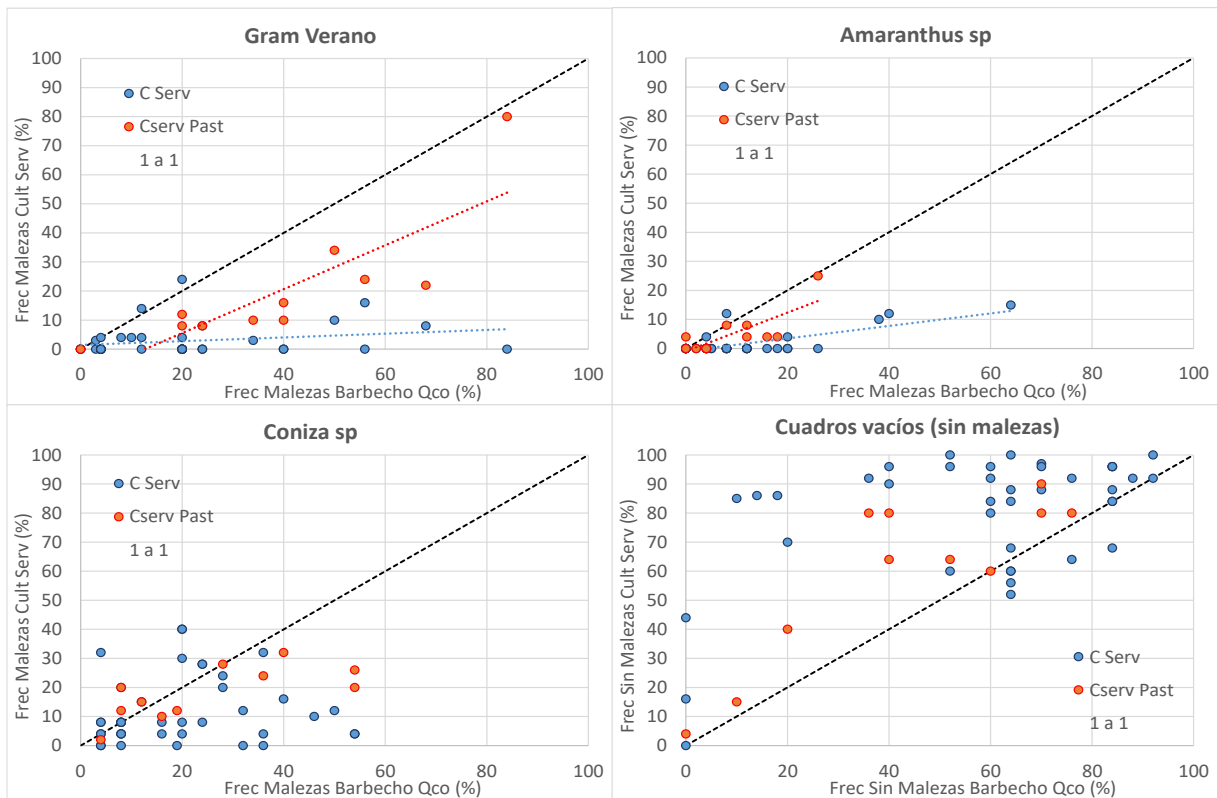 Gram Verano
Frec Malezas Cult Serv (%)
100
90
80
70
60
50
40
30
20
10
0
C Serv
Cserv Past
1 a 1
0 20 40 60 80 100
Frec Malezas Barbecho Qco (%)
Amaranthus sp
Frec Malezas Cult Serv (%)
100
90
80
70
60
50
40
30
20
10
0
C Serv
Cserv Past
1 a 1
0 20 40 60 80 100
Frec Malezas Barbecho Qco (%)
Coniza sp
Frec Malezas Cult Serv (%)
100
90
80
70
60
50
40
30
20
10
0
C Serv
Cserv Past
1 a 1
0 20 40 60 80 100
Frec Malezas Barbecho Qco (%)
Cuadros vacíos (sin malezas)
Frec Sin Malezas Cult Serv (%)
100
90
80
70
60
50
40
30
20
10
0
C Serv
Cserv Past
1 a 1
0 20 40 60 80 100
Frec Sin Malezas Barbecho Qco (%)